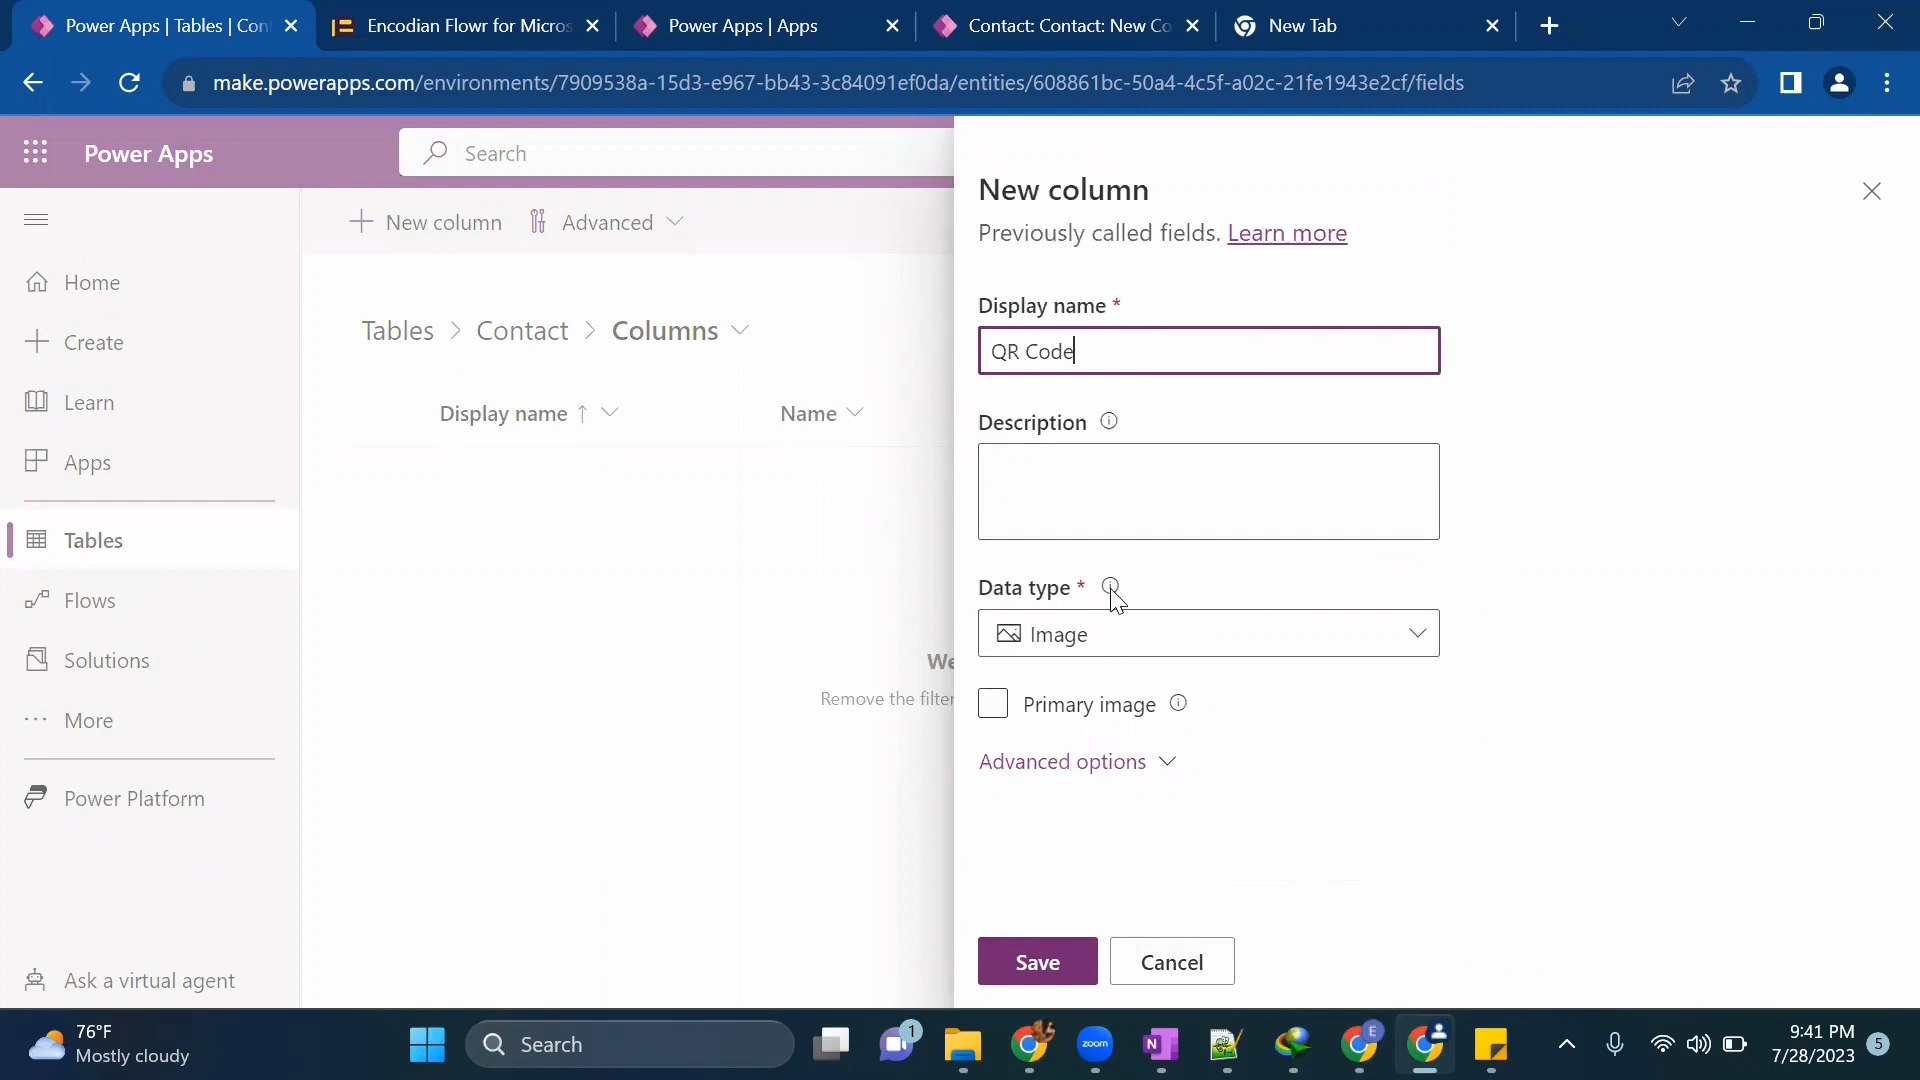 Power Apps | Tables | Con
Encodian Flowr for Micros
Power Apps | Apps
Contact: Contact: New Co
New Tab
make.powerapps.com/environments/7909538a-15d3-e967-bb43-3c84091ef0da/entities/608861bc-50a4-4c5f-a02c-21fe1943e2cf/fields
Power Apps
Search
New column
Advanced
Home
Create
Learn
Apps
Tables
Flows
Solutions
More
Power Platform
Ask a virtual agent
Tables > Contact > Columns
Display name ↑
Name
We
Remove the filter
New column
Previously called fields. Learn more
Display name *
QR Code
Description
Data type *
Image
Primary image
Advanced options
Save
Cancel
76°F
Mostly cloudy
Search
1
zoom
N
E
9:41 PM
7/28/2023
5